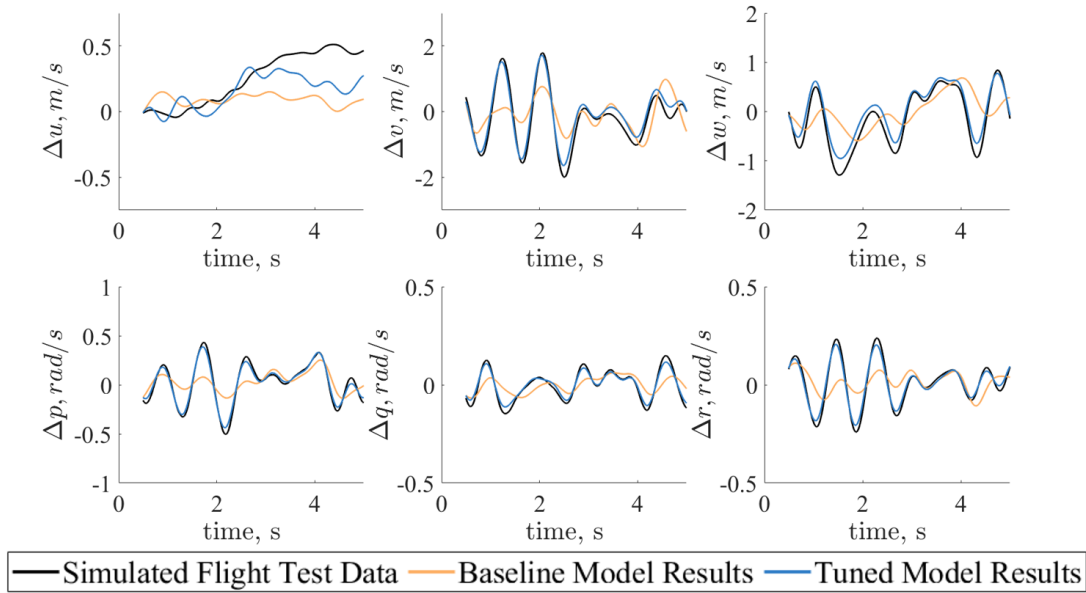 0.5
0
-0.5
Δu, m/s
0 2 4
time, s
2
0
-2
Δv, m/s
0 2 4
time, s
2
1
0
-1
-2
Δw, m/s
0 2 4
time, s
1
0.5
0
-0.5
-1
Δp, rad/s
0 2 4
time, s
0.5
0
-0.5
Δq, rad/s
0 2 4
time, s
0.5
0
-0.5
Δr, rad/s
0 2 4
time, s
Simulated Flight Test Data Baseline Model Results Tuned Model Results